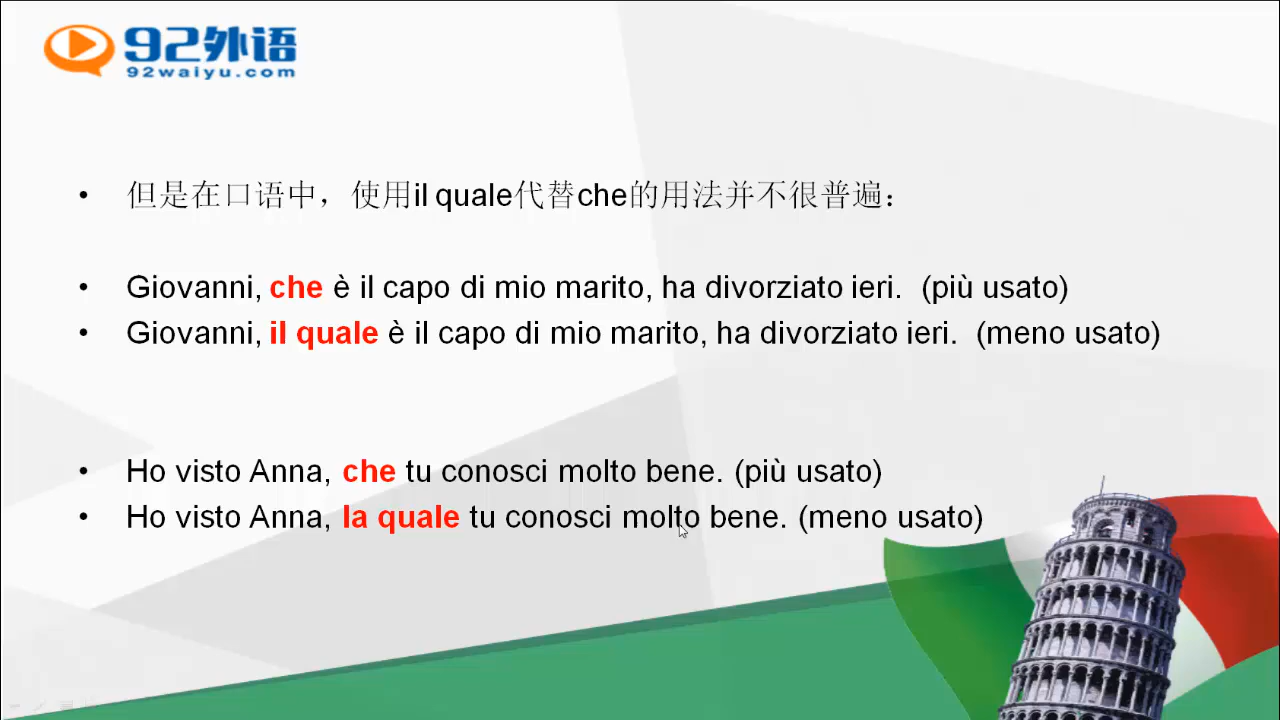 92外语
92waiyu.com
• 但是在口语中，使用il quale代替che的用法并不很普遍：
• Giovanni, che è il capo di mio marito, ha divorziato ieri. (più usato)
• Giovanni, il quale è il capo di mio marito, ha divorziato ieri. (meno usato)
• Ho visto Anna, che tu conosci molto bene. (più usato)
• Ho visto Anna, la quale tu conosci molto bene. (meno usato)